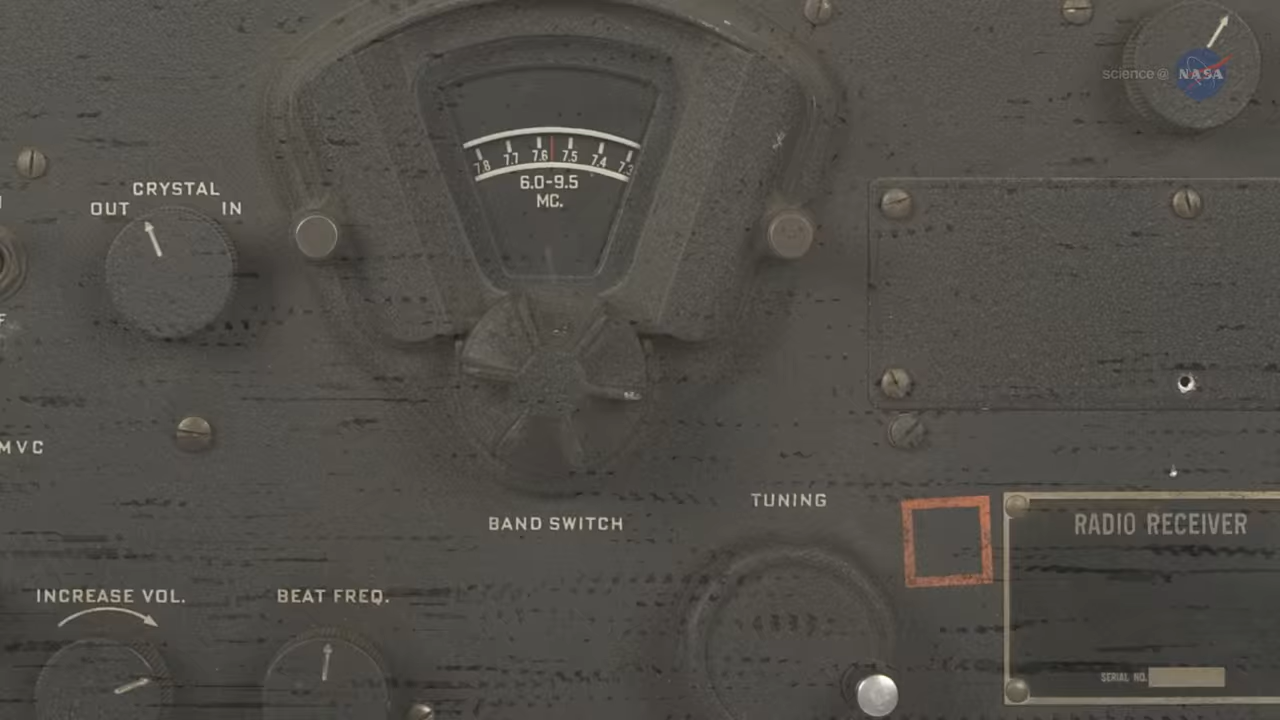 science@ NASA
CRYSTAL
OUT IN
7.8 7.7 7.6 7.5 7.4 7.3
6.0-9.5
MC.
MVC
BAND SWITCH
TUNING
RADIO RECEIVER
INCREASE VOL.
BEAT FREQ.
SERIAL NO.